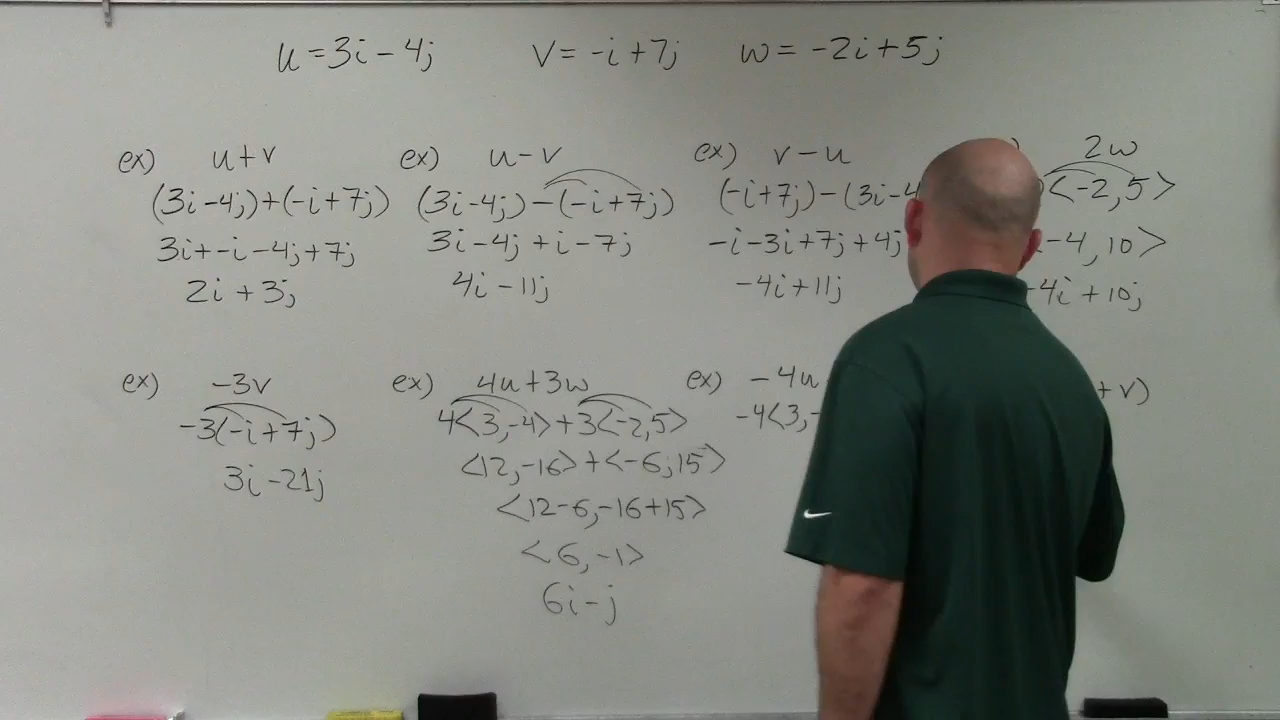 u = 3i - 4j v = -i + 7j w = -2i + 5j
ex) u + v
(3i-4j)+(-i+7j)
3i+-i-4j+7j
2i + 3j
ex) u - v
(3i-4j)-(-i+7j)
3i-4j+i-7j
4i - 11j
ex) v - u
(-i+7j)-(3i-4
-i-3i+7j+4j
-4i+11j
) 2w
<-2,5>
-4,10>
-4i + 10j
ex) -3v
-3(-i+7j)
3i - 21j
ex) 4u + 3w
4<3,-4>+3<-2,5>
<12,-16>+<-6,15>
<12-6,-16+15>
<6,-1>
6i - j
ex) -4u
-4<3,-
+ v)